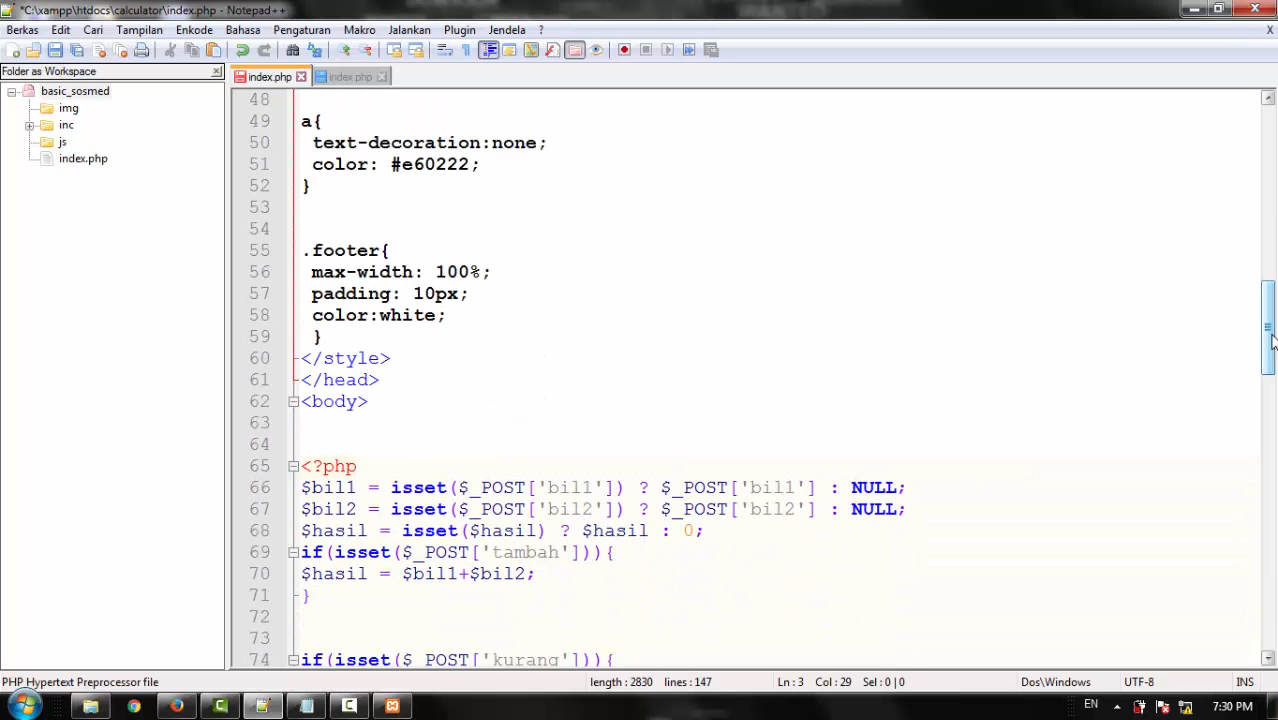 *C:\xampp\htdocs\calculator\index.php - Notepad++
Berkas Edit Cari Tampilan Enkode Bahasa Pengaturan Makro Jalankan Plugin Jendela ? X
Folder as Workspace
index.php index.php
basic_sosmed
img
inc
js
index.php
48
49 a{
50 text-decoration:none;
51 color: #e60222;
52 }
53
54
55 .footer{
56 max-width: 100%;
57 padding: 10px;
58 color:white;
59 }
60 </style>
61 </head>
62 <body>
63
64
65 <?php
66 $bil1 = isset($_POST['bil1']) ? $_POST['bil1'] : NULL;
67 $bil2 = isset($_POST['bil2']) ? $_POST['bil2'] : NULL;
68 $hasil = isset($hasil) ? $hasil : 0;
69 if(isset($_POST['tambah'])){
70 $hasil = $bil1+$bil2;
71 }
72
73
74 if(isset($_POST['kurang'])){
PHP Hypertext Preprocessor file length : 2830 lines : 147 Ln : 3 Col : 29 Sel : 0 | 0 Dos\Windows UTF-8 INS
EN 7:30 PM